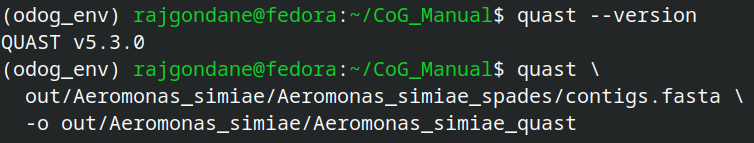 (odog_env) rajgondane@fedora:~/CoG_Manual$ quast --version
QUAST v5.3.0
(odog_env) rajgondane@fedora:~/CoG_Manual$ quast \
  out/Aeromonas_simiae/Aeromonas_simiae_spades/contigs.fasta \
  -o out/Aeromonas_simiae/Aeromonas_simiae_quast